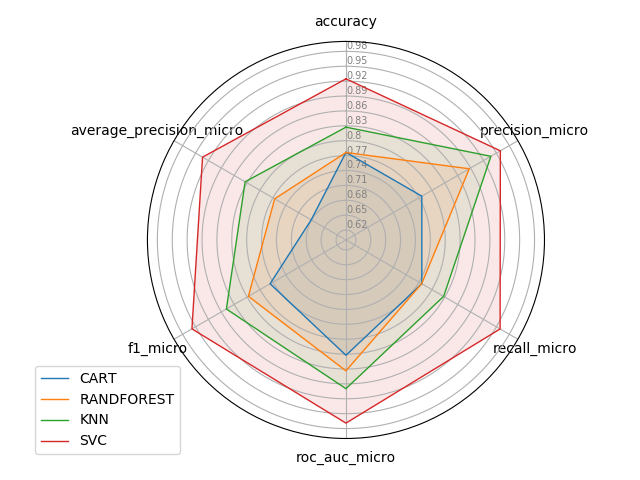 accuracy
0.98
0.95
0.92
0.89
0.86
0.83
0.8
0.77
0.74
0.71
0.68
0.65
0.62
average_precision_micro
precision_micro
f1_micro
recall_micro
roc_auc_micro
CART
RANDFOREST
KNN
SVC